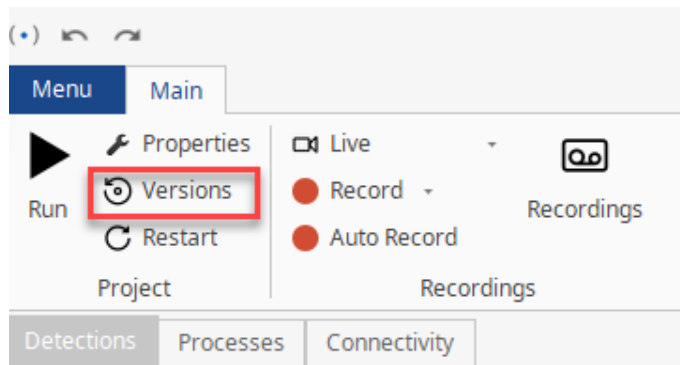 Menu Main
Properties Live
Versions Record
Run Recordings
Restart Auto Record
Project Recordings
Detections Processes Connectivity